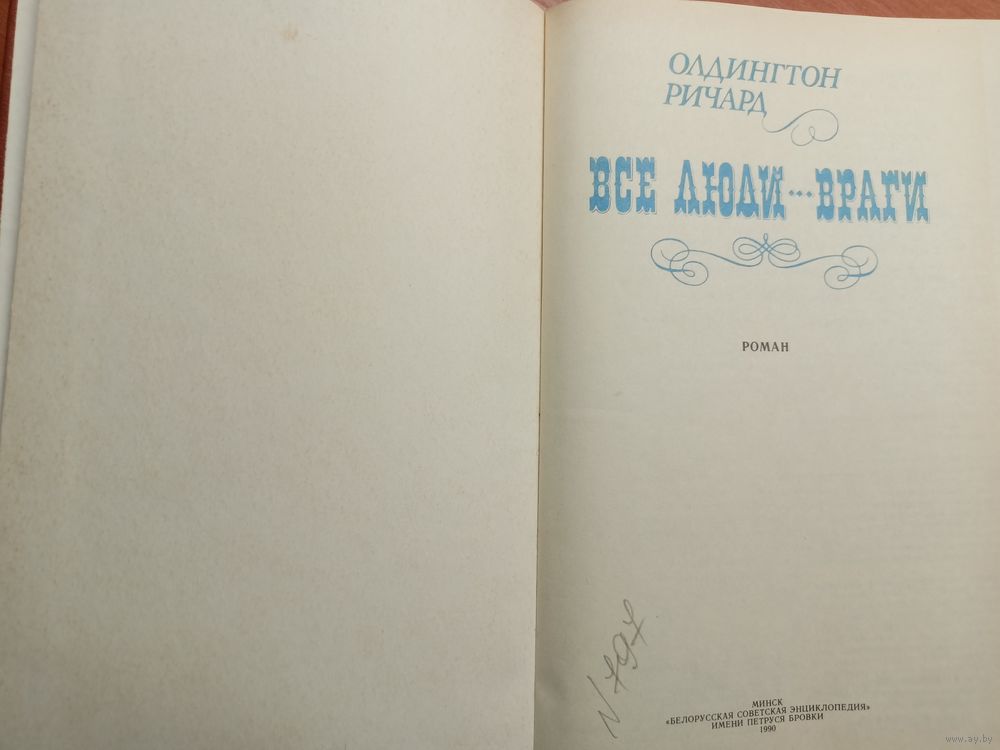 ОЛДИНГТОН
РИЧАРД
ВСЕ ЛЮДИ...ВРАГИ
РОМАН
N 797
МИНСК
«БЕЛОРУССКАЯ СОВЕТСКАЯ ЭНЦИКЛОПЕДИЯ»
ИМЕНИ ПЕТРУСЯ БРОВКИ
1990
www.ay.by